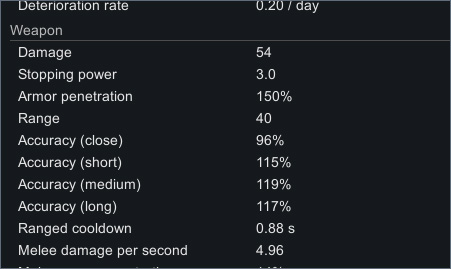 Deterioration rate 0.20 / day
Weapon
Damage 54
Stopping power 3.0
Armor penetration 150%
Range 40
Accuracy (close) 96%
Accuracy (short) 115%
Accuracy (medium) 119%
Accuracy (long) 117%
Ranged cooldown 0.88 s
Melee damage per second 4.96